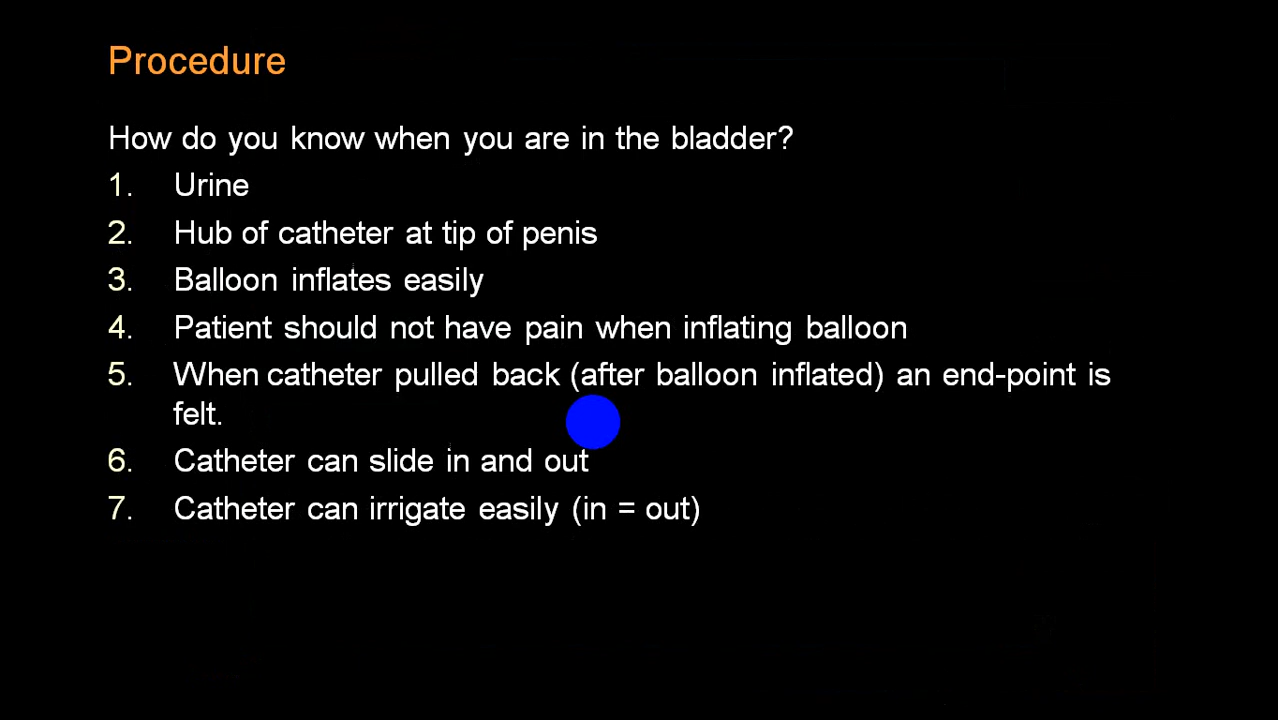 Procedure
How do you know when you are in the bladder?
1. Urine
2. Hub of catheter at tip of penis
3. Balloon inflates easily
4. Patient should not have pain when inflating balloon
5. When catheter pulled back (after balloon inflated) an end-point is
felt.
6. Catheter can slide in and out
7. Catheter can irrigate easily (in = out)